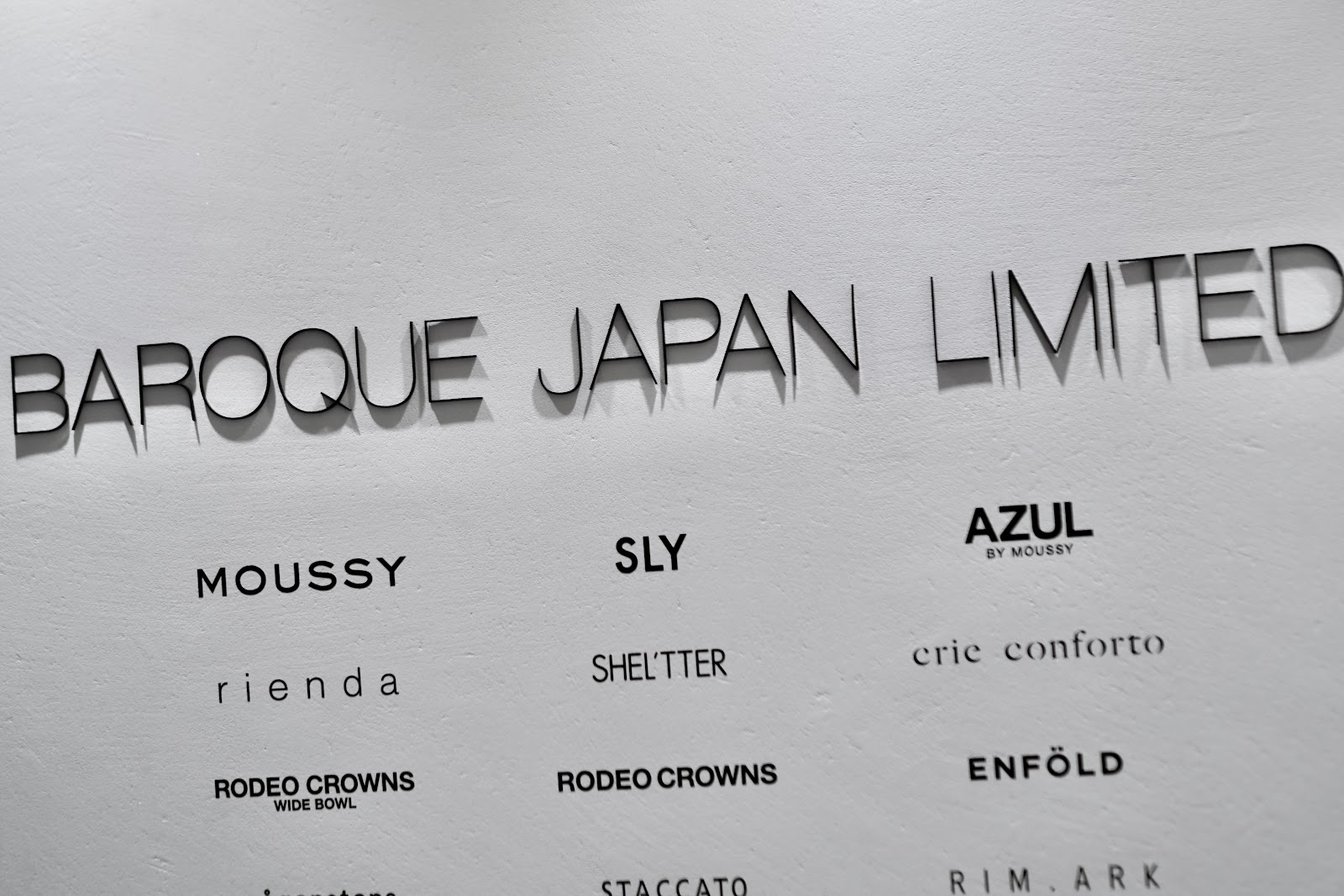 BAROQUE JAPAN LIMITED
MOUSSY
SLY
AZUL
BY MOUSSY
rienda
SHEL'TTER
cric conforto
RODEO CROWNS
WIDE BOWL
RODEO CROWNS
ENFÖLD
STACCATO
RIM.ARK